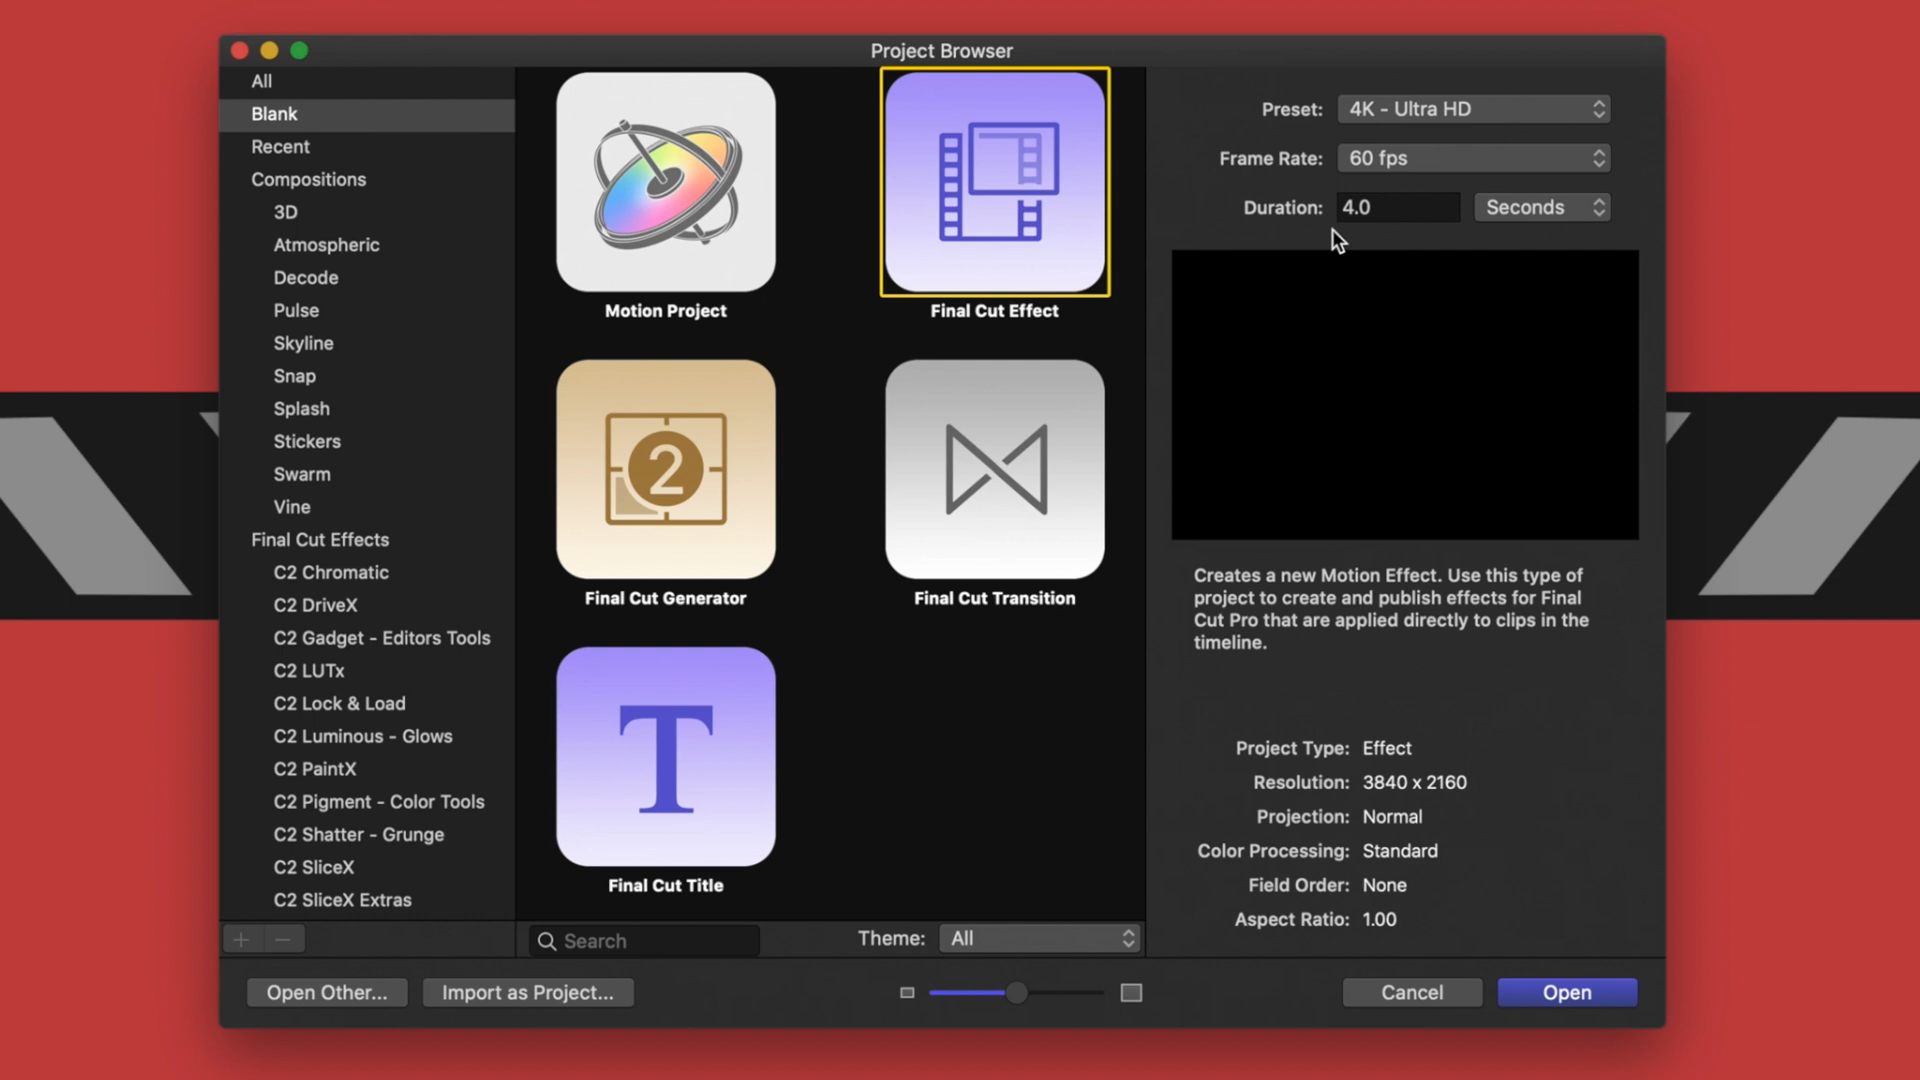 Project Browser
All
Blank
Recent
Compositions
3D
Atmospheric
Decode
Pulse
Skyline
Snap
Splash
Stickers
Swarm
Vine
Final Cut Effects
C2 Chromatic
C2 DriveX
C2 Gadget - Editors Tools
C2 LUTx
C2 Lock & Load
C2 Luminous - Glows
C2 PaintX
C2 Pigment - Color Tools
C2 Shatter - Grunge
C2 SliceX
C2 SliceX Extras
Motion Project
Final Cut Effect
2
Final Cut Generator
Final Cut Transition
T
Final Cut Title
Search
Theme: All
Preset: 4K - Ultra HD
Frame Rate: 60 fps
Duration: 4.0 Seconds
Creates a new Motion Effect. Use this type of
project to create and publish effects for Final
Cut Pro that are applied directly to clips in the
timeline.
Project Type: Effect
Resolution: 3840 x 2160
Projection: Normal
Color Processing: Standard
Field Order: None
Aspect Ratio: 1.00
Open Other...
Import as Project...
Cancel
Open